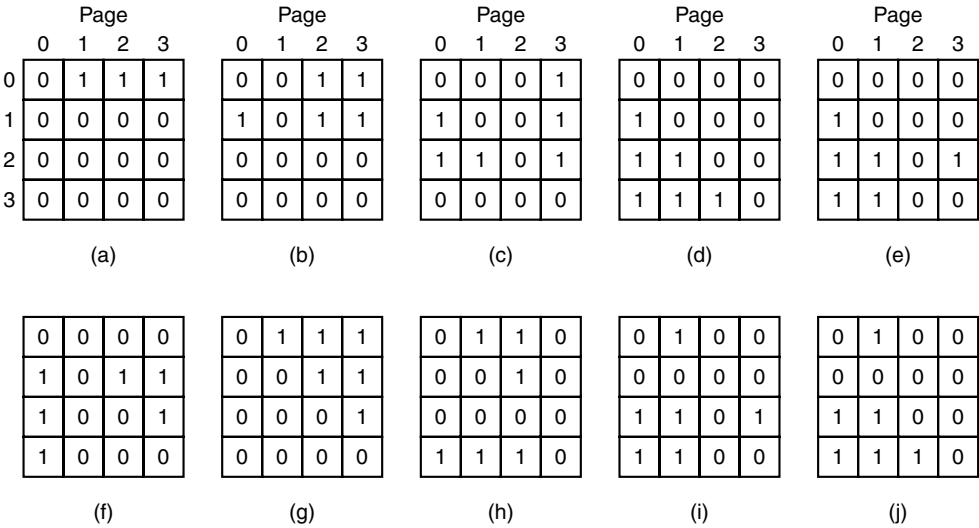 Page Page Page Page Page
0 1 2 3 0 1 2 3 0 1 2 3 0 1 2 3 0 1 2 3
0 0 1 1 1 0 0 1 1 0 0 0 1 0 0 0 0 0 0 0 0
1 0 0 0 0 1 0 1 1 1 0 0 1 1 0 0 0 1 0 0 0
2 0 0 0 0 0 0 0 0 1 1 0 1 1 1 0 0 1 1 0 1
3 0 0 0 0 0 0 0 0 0 0 0 0 1 1 1 0 1 1 0 0
(a) (b) (c) (d) (e)
0 0 0 0 0 1 1 1 0 1 1 0 0 1 0 0 0 1 0 0
1 0 1 1 0 0 1 1 0 0 1 0 0 0 0 0 0 0 0 0
1 0 0 1 0 0 0 1 0 0 0 0 1 1 0 1 1 1 0 0
1 0 0 0 0 0 0 0 1 1 1 0 1 1 0 0 1 1 1 0
(f) (g) (h) (i) (j)